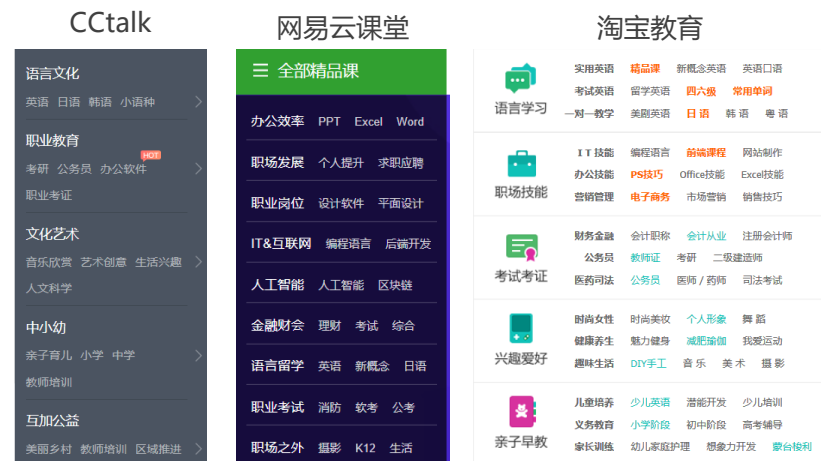 CCtalk
语言文化
英语 日语 韩语 小语种
职业教育
HOT
考研 公务员 办公软件
职业考证
文化艺术
音乐欣赏 艺术创意 生活兴趣
人文科学
中小幼
亲子育儿 小学 中学
教师培训
互加公益
美丽乡村 教师培训 区域推进
网易云课堂
全部精品课
办公效率 PPT Excel Word
职场发展 个人提升 求职应聘
职业岗位 设计软件 平面设计
IT&互联网 编程语言 后端开发
人工智能 人工智能 区块链
金融财会 理财 考试 综合
语言留学 英语 新概念 日语
职业考试 消防 软考 公考
职场之外 摄影 K12 生活
淘宝教育
语言学习
实用英语 精品课 新概念英语 英语口语
考试英语 留学英语 四六级 常用单词
一对一教学 美剧英语 日语 韩语 粤语
职场技能
IT技能 编程语言 前端课程 网站制作
办公技能 PS技巧 Office技能 Excel技能
营销管理 电子商务 市场营销 销售技巧
考试考证
财务金融 会计职称 会计从业 注册会计师
公务员 教师证 考研 二级建造师
医药司法 公务员 医师 / 药师 司法考试
兴趣爱好
时尚女性 时尚美妆 个人形象 舞蹈
健康养生 魅力健身 减肥瑜伽 我爱运动
趣味生活 DIY手工 音乐 美术 摄影
亲子早教
儿童培养 少儿英语 潜能开发 少儿培训
义务教育 小学阶段 初中阶段 高考辅导
家长训练 幼儿家庭护理 想象力开发 蒙台梭利